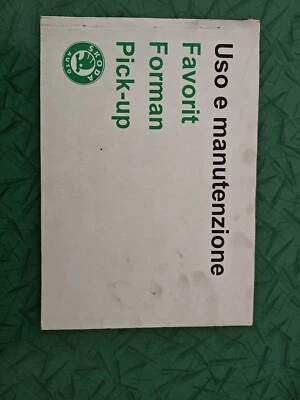 Uso e manutenzione
Favorit
Forman
Pick-up
SKODA
AUTO